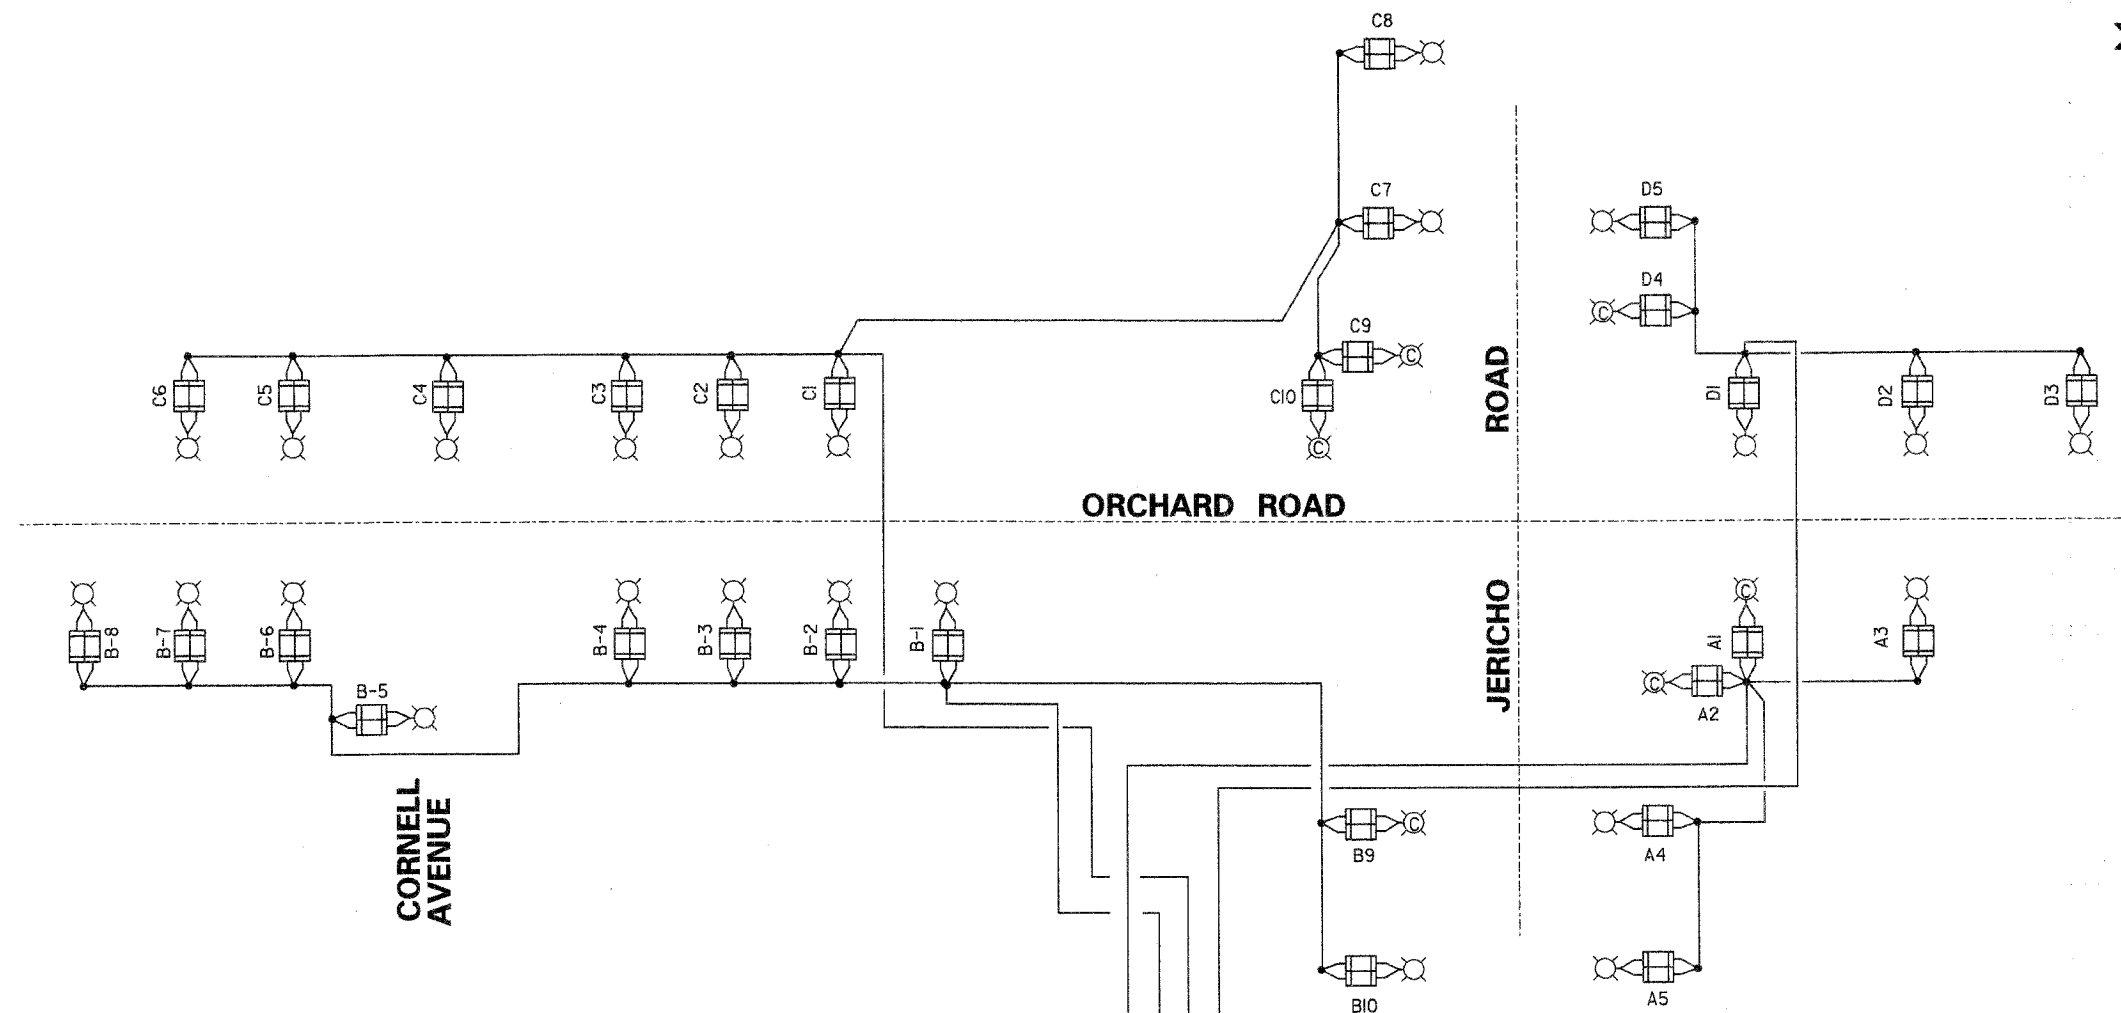 C8
C7
D5
D4
C9
C10
C6
C5
C4
C3
C2
C1
D1
D2
D3
C
C
C
ROAD
ORCHARD ROAD
B-8
B-7
B-6
B-5
B-4
B-3
B-2
B-1
JERICHO
C
A1
C
A2
A3
CORNELL
AVENUE
C
B9
A4
B10
A5